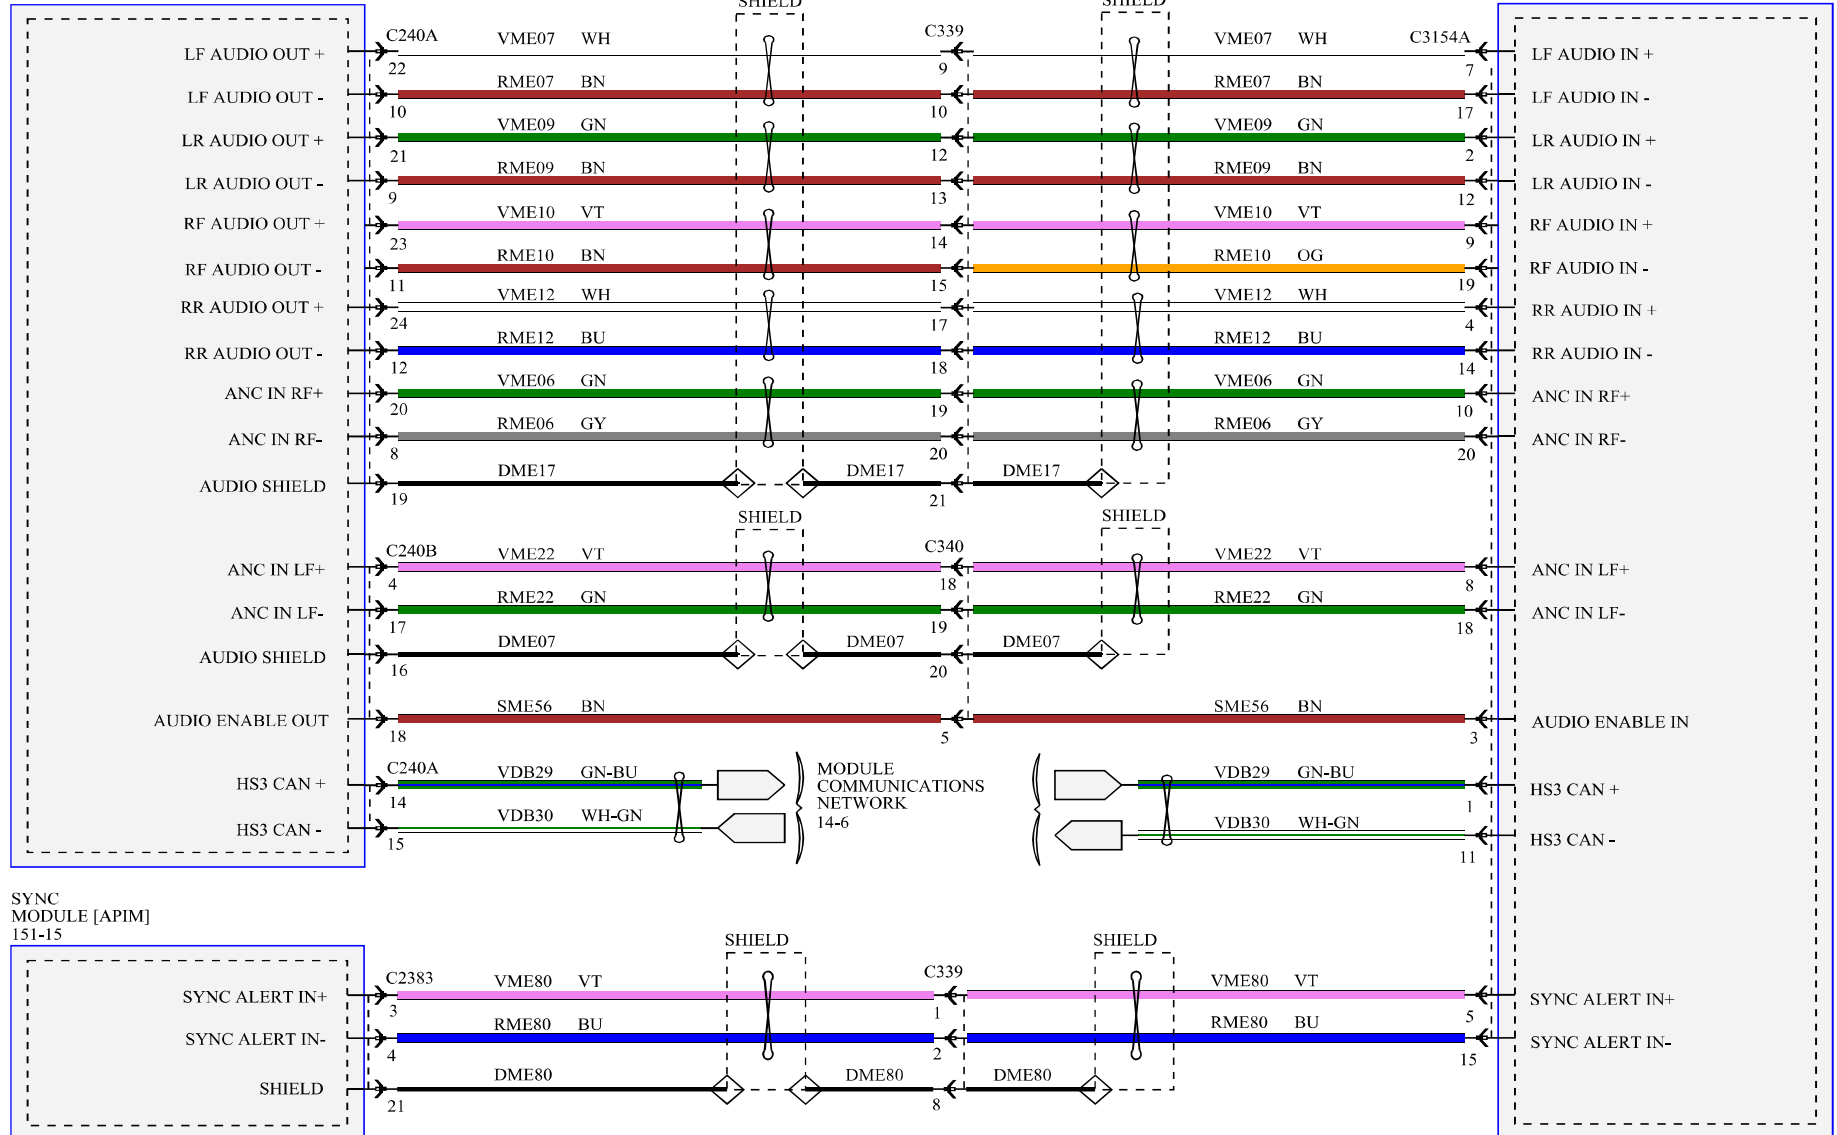 SHIELD SHIELD
C240A VME07 WH C339 VME07 WH C3154A
LF AUDIO OUT + 22 9 7 LF AUDIO IN +
RME07 BN RME07 BN
LF AUDIO OUT - 10 10 17 LF AUDIO IN -
VME09 GN VME09 GN
LR AUDIO OUT + 21 12 2 LR AUDIO IN +
RME09 BN RME09 BN
LR AUDIO OUT - 9 13 12 LR AUDIO IN -
VME10 VT VME10 VT
RF AUDIO OUT + 23 14 9 RF AUDIO IN +
RME10 BN RME10 OG
RF AUDIO OUT - 11 15 19 RF AUDIO IN -
VME12 WH VME12 WH
RR AUDIO OUT + 24 17 4 RR AUDIO IN +
RME12 BU RME12 BU
RR AUDIO OUT - 12 18 14 RR AUDIO IN -
VME06 GN VME06 GN
ANC IN RF+ 20 19 10 ANC IN RF+
RME06 GY RME06 GY
ANC IN RF- 8 20 20 ANC IN RF-
DME17 DME17 DME17
AUDIO SHIELD 19 21
SHIELD SHIELD
C240B VME22 VT C340 VME22 VT
ANC IN LF+ 4 18 8 ANC IN LF+
RME22 GN RME22 GN
ANC IN LF- 17 19 18 ANC IN LF-
DME07 DME07 DME07
AUDIO SHIELD 16 20
SME56 BN SME56 BN
AUDIO ENABLE OUT 18 5 3 AUDIO ENABLE IN
C240A VDB29 GN-BU MODULE VDB29 GN-BU
HS3 CAN + 14 COMMUNICATIONS 1 HS3 CAN +
VDB30 WH-GN NETWORK VDB30 WH-GN
HS3 CAN - 15 14-6 11 HS3 CAN -
SYNC
MODULE [APIM]
151-15
SHIELD SHIELD
C2383 VME80 VT C339 VME80 VT
SYNC ALERT IN+ 3 1 5 SYNC ALERT IN+
RME80 BU RME80 BU
SYNC ALERT IN- 4 2 15 SYNC ALERT IN-
DME80 DME80 DME80
SHIELD 21 8